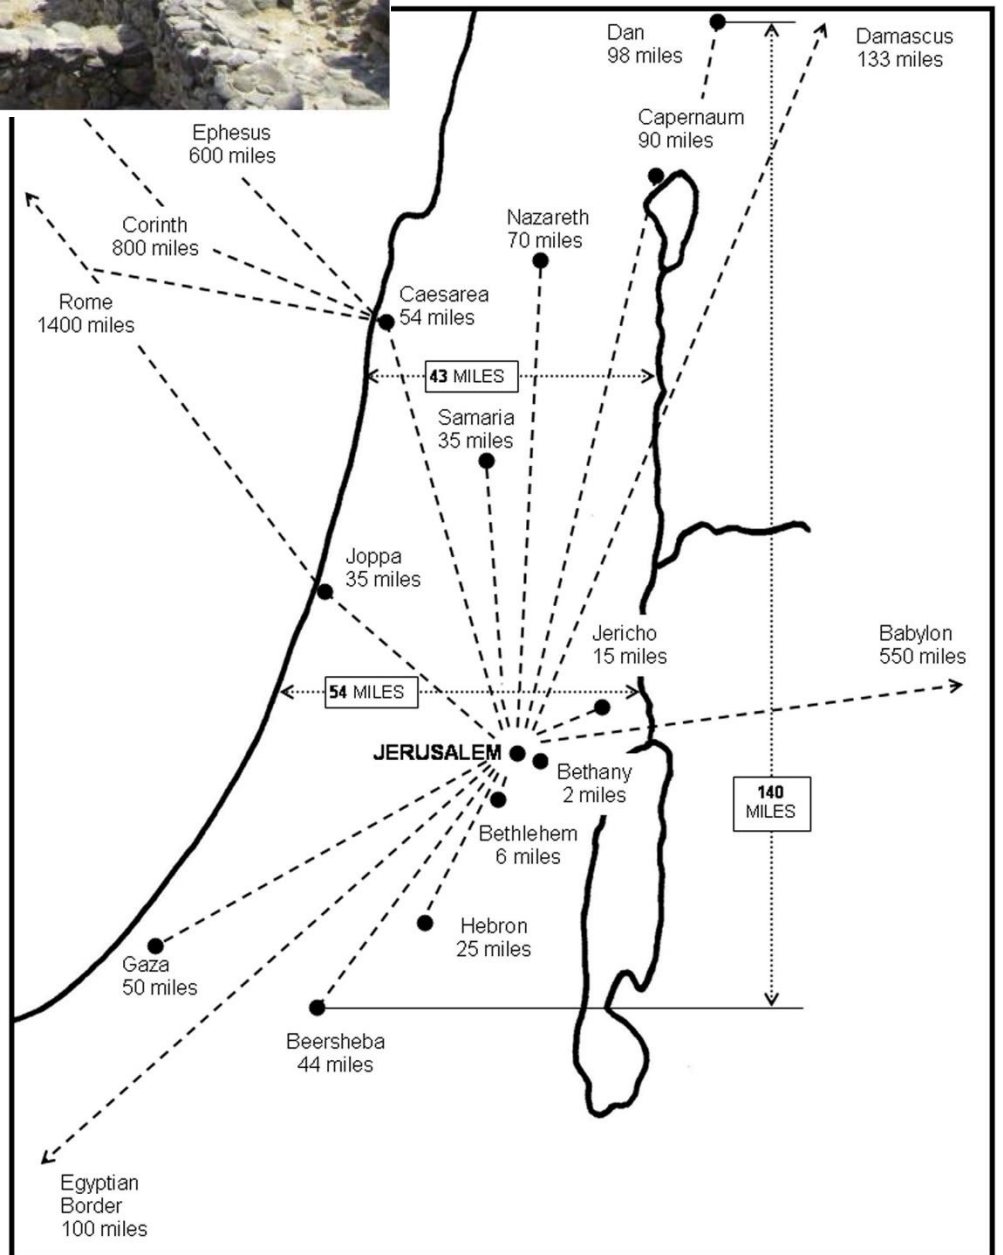 Dan
98 miles
Damascus
133 miles
Capernaum
90 miles
Ephesus
600 miles
Corinth
800 miles
Nazareth
70 miles
Rome
1400 miles
Caesarea
54 miles
43 MILES
Samaria
35 miles
Joppa
35 miles
Jericho
15 miles
Babylon
550 miles
54 MILES
JERUSALEM
Bethany
2 miles
140
MILES
Bethlehem
6 miles
Hebron
25 miles
Gaza
50 miles
Beersheba
44 miles
Egyptian
Border
100 miles